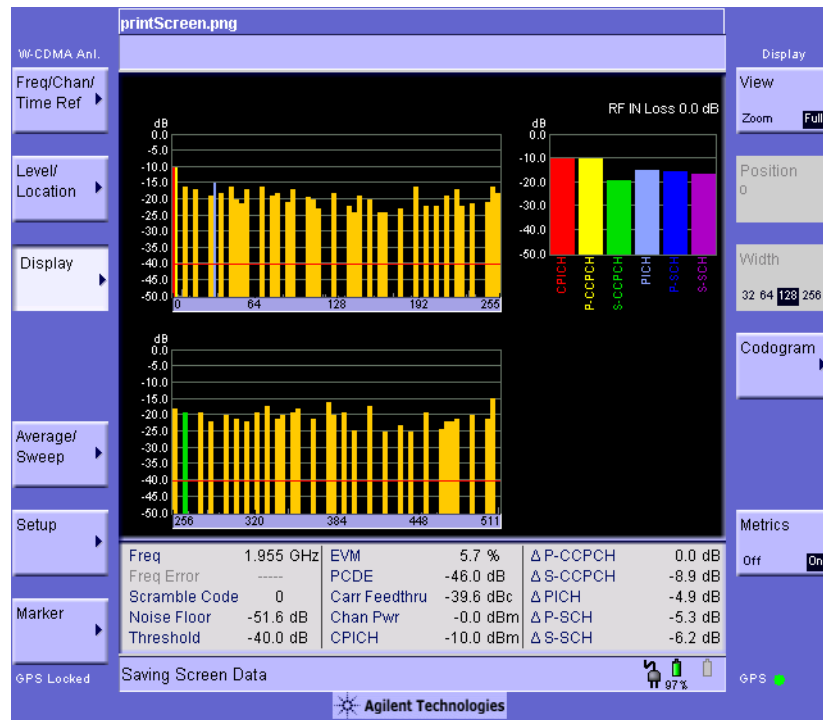 printScreen.png
W-CDMA Anl.
Display
Freq/Chan/
Time Ref
View
Zoom Full
RF IN Loss 0.0 dB
dB
0.0
-5.0
-10.0
-15.0
-20.0
-25.0
-30.0
-35.0
-40.0
-45.0
-50.0
0 64 128 192 255
dB
0.0
-10.0
-20.0
-30.0
-40.0
-50.0
CPICH
P-CCPCH
S-CCPCH
PICH
P-SCH
S-SCH
Level/
Location
Position
0
Display
Width
32 64 128 256
Codogram
dB
0.0
-5.0
-10.0
-15.0
-20.0
-25.0
-30.0
-35.0
-40.0
-45.0
-50.0
256 320 384 448 511
Average/
Sweep
Setup
Metrics
Off On
Marker
Freq 1.955 GHz EVM 5.7 % Δ P-CCPCH 0.0 dB
Freq Error ----- PCDE -46.0 dB Δ S-CCPCH -8.9 dB
Scramble Code 0 Carr Feedthru -39.6 dBc Δ PICH -4.9 dB
Noise Floor -51.6 dB Chan Pwr -0.0 dBm Δ P-SCH -5.3 dB
Threshold -40.0 dB CPICH -10.0 dBm Δ S-SCH -6.2 dB
GPS Locked
Saving Screen Data
97%
GPS
Agilent Technologies